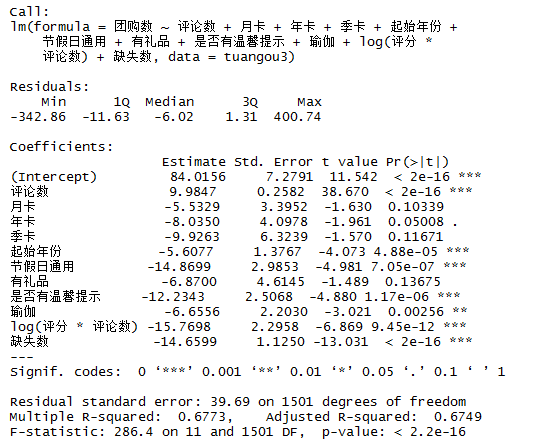 Call:
lm(formula = 团购数 ~ 评论数 + 月卡 + 年卡 + 季卡 + 起始年份 +
节假日通用 + 有礼品 + 是否有温馨提示 + 瑜伽 + log(评分 *
评论数) + 缺失数, data = tuangou3)
Residuals:
Min 1Q Median 3Q Max
-342.86 -11.63 -6.02 1.31 400.74
Coefficients:
Estimate Std. Error t value Pr(>|t|)
(Intercept) 84.0156 7.2791 11.542 < 2e-16 ***
评论数 9.9847 0.2582 38.670 < 2e-16 ***
月卡 -5.5329 3.3952 -1.630 0.10339
年卡 -8.0350 4.0978 -1.961 0.05008 .
季卡 -9.9263 6.3239 -1.570 0.11671
起始年份 -5.6077 1.3767 -4.073 4.88e-05 ***
节假日通用 -14.8699 2.9853 -4.981 7.05e-07 ***
有礼品 -6.8700 4.6145 -1.489 0.13675
是否有温馨提示 -12.2343 2.5068 -4.880 1.17e-06 ***
瑜伽 -6.6556 2.2030 -3.021 0.00256 **
log(评分 * 评论数) -15.7698 2.2958 -6.869 9.45e-12 ***
缺失数 -14.6599 1.1250 -13.031 < 2e-16 ***
---
Signif. codes: 0 ‘***’ 0.001 ‘**’ 0.01 ‘*’ 0.05 ‘.’ 0.1 ‘ ’ 1
Residual standard error: 39.69 on 1501 degrees of freedom
Multiple R-squared: 0.6773, Adjusted R-squared: 0.6749
F-statistic: 286.4 on 11 and 1501 DF, p-value: < 2.2e-16